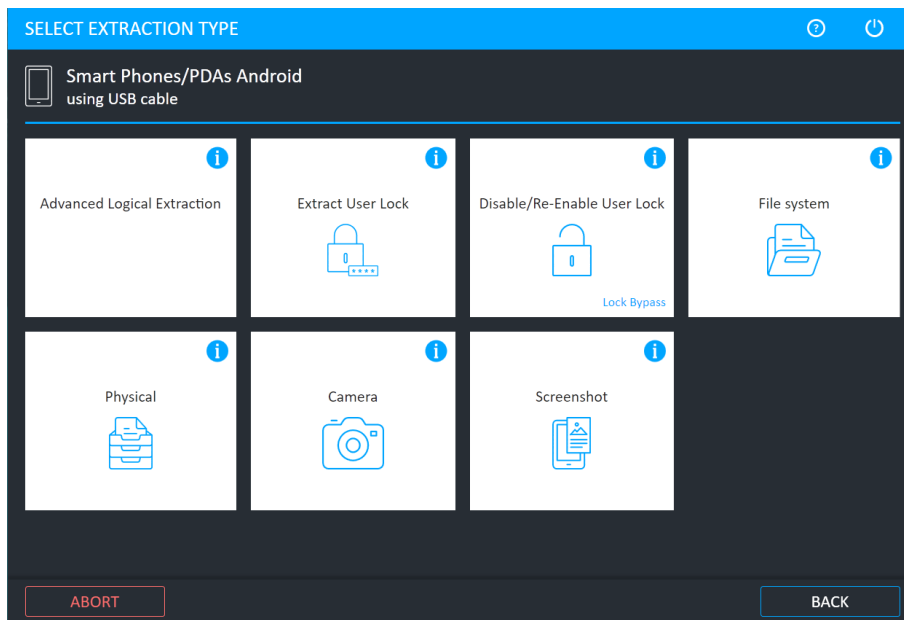 SELECT EXTRACTION TYPE
Smart Phones/PDAs Android
using USB cable
Advanced Logical Extraction
Extract User Lock
Disable/Re-Enable User Lock
Lock Bypass
File system
Physical
Camera
Screenshot
ABORT
BACK